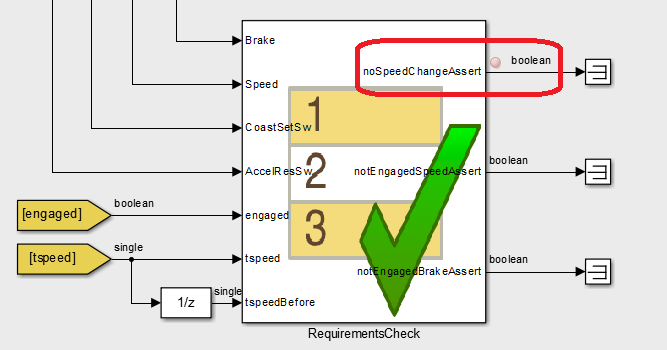 Brake
noSpeedChangeAssert
boolean
Speed
1
CoastSetSw
AccelResSw
2
notEngagedSpeedAssert
boolean
[engaged]
boolean
engaged
3
[tspeed]
single
tspeed
notEngagedBrakeAssert
boolean
1/z
single
tspeedBefore
RequirementsCheck